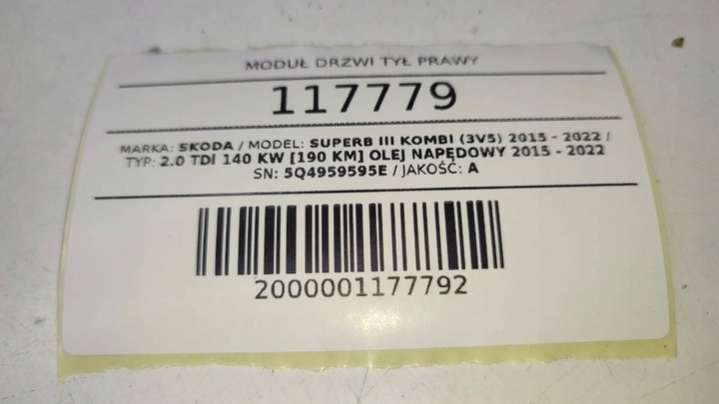 MODUŁ DRZWI TYŁ PRAWY
117779
MARKA: SKODA / MODEL: SUPERB III KOMBI (3V5) 2015 - 2022 /
TYP: 2.0 TDI 140 KW [190 KM] OLEJ NAPĘDOWY 2015 - 2022
SN: 5Q4959595E / JAKOŚĆ: A
2000001177792